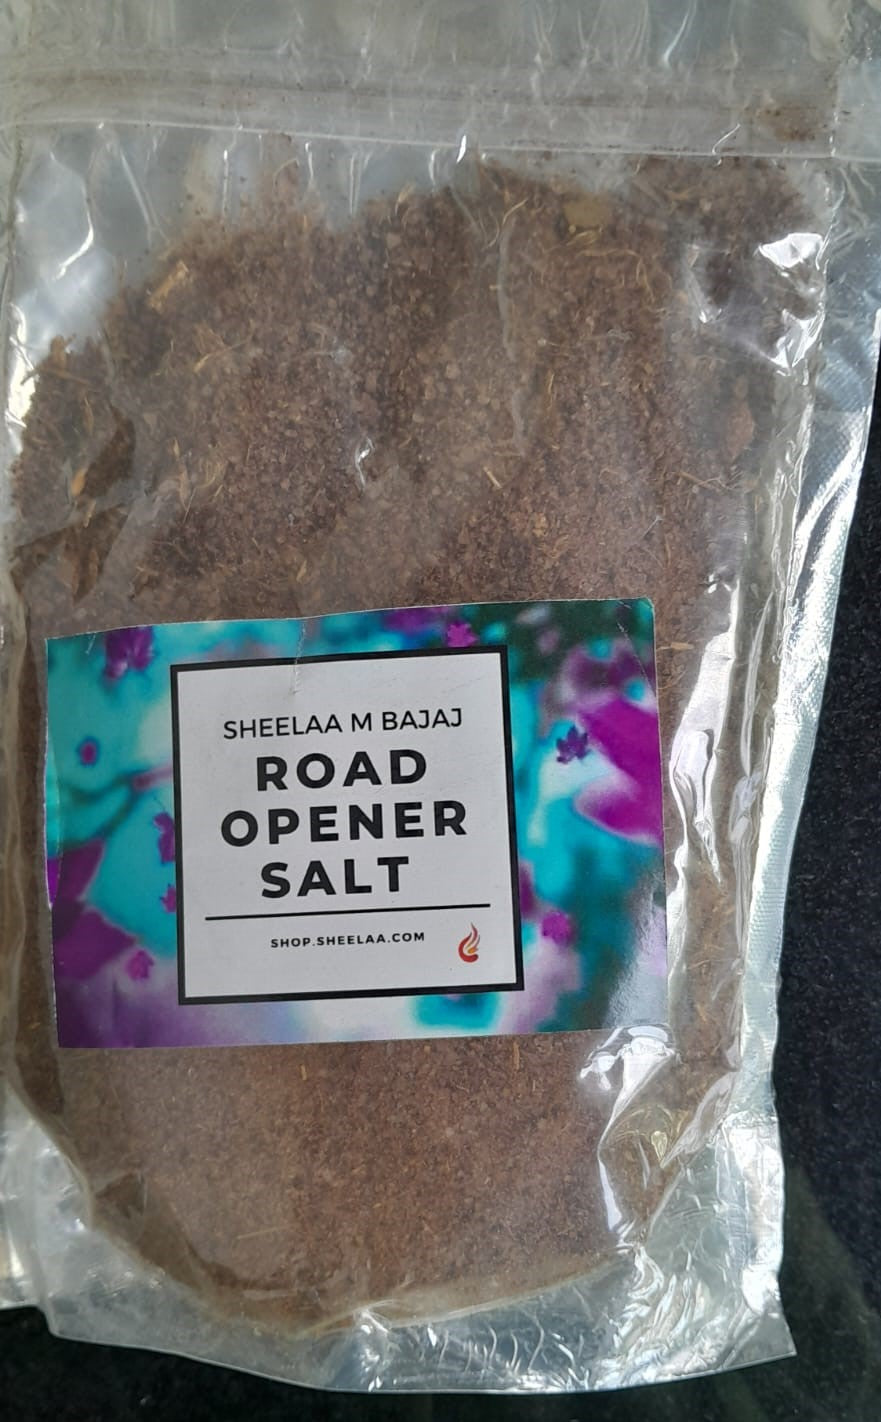 SHEELAA M BAJAJ
ROAD
OPENER
SALT
SHOP.SHEELAA.COM